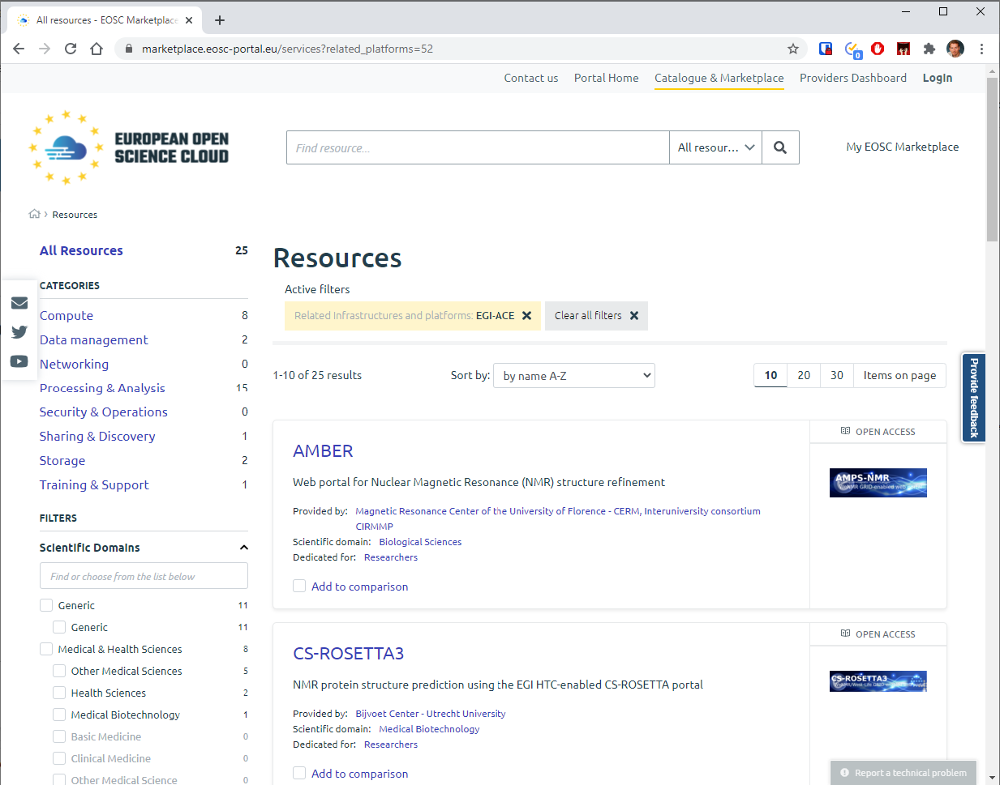 All resources - EOSC Marketplace
marketplace.eosc-portal.eu/services?related_platforms=52
0
Contact us
Portal Home
Catalogue & Marketplace
Providers Dashboard
Login
EUROPEAN OPEN
SCIENCE CLOUD
Find resource...
All resour...
My EOSC Marketplace
Resources
All Resources 25
CATEGORIES
Compute 8
Data management 2
Networking 0
Processing & Analysis 15
Security & Operations 0
Sharing & Discovery 1
Storage 2
Training & Support 1
FILTERS
Scientific Domains
Find or choose from the list below
Generic 11
Generic 11
Medical & Health Sciences 8
Other Medical Sciences 5
Health Sciences 2
Medical Biotechnology 1
Basic Medicine 0
Clinical Medicine 0
Other Medical Science 0
Resources
Active filters
Related Infrastructures and platforms: EGI-ACE
Clear all filters
1-10 of 25 results
Sort by: by name A-Z
10 20 30 Items on page
Provide feedback
OPEN ACCESS
AMBER
Web portal for Nuclear Magnetic Resonance (NMR) structure refinement
Provided by: Magnetic Resonance Center of the University of Florence - CERM, Interuniversity consortium
CIRMMP
Scientific domain: Biological Sciences
Dedicated for: Researchers
Add to comparison
AMPS-NMR
OPEN ACCESS
CS-ROSETTA3
NMR protein structure prediction using the EGI HTC-enabled CS-ROSETTA portal
Provided by: Bijvoet Center - Utrecht University
Scientific domain: Medical Biotechnology
Dedicated for: Researchers
Add to comparison
CS-ROSETTA3
Report a technical problem